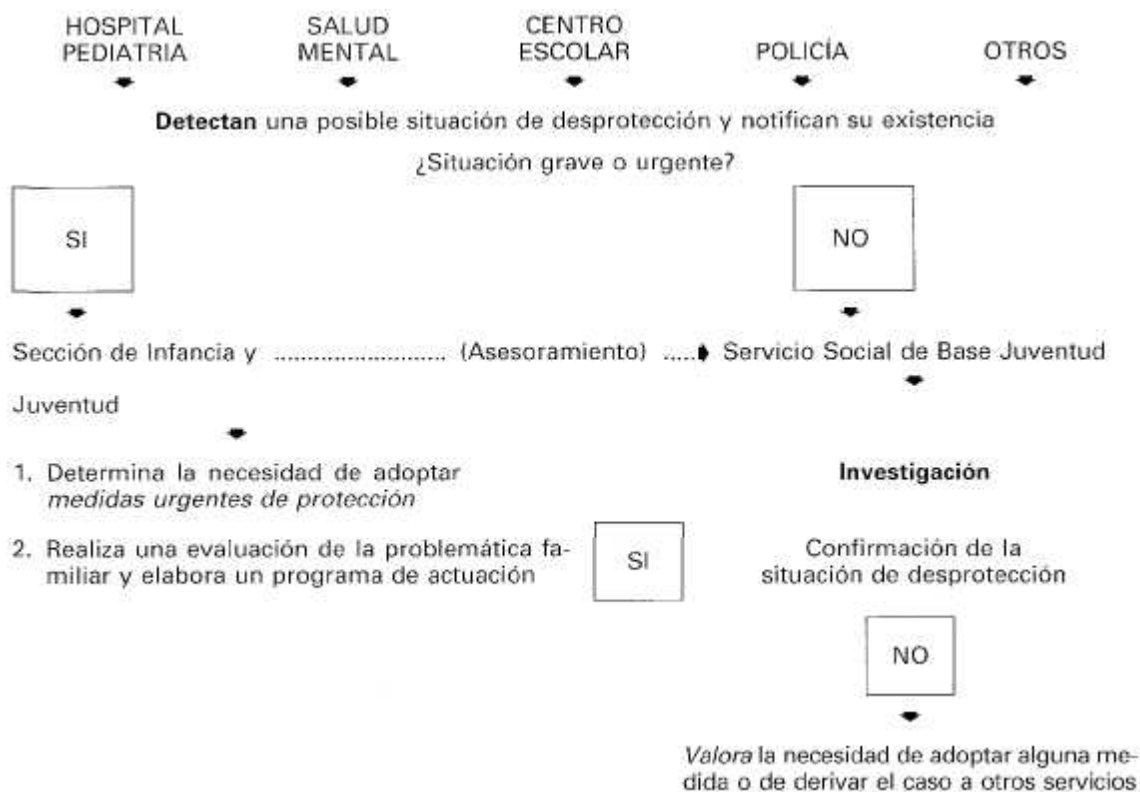 HOSPITAL PEDIATRIA
SALUD MENTAL
CENTRO ESCOLAR
POLICÍA
OTROS
Detectan una posible situación de desprotección y notifican su existencia
¿Situación grave o urgente?
SI
NO
Sección de Infancia y ......................... (Asesoramiento) ..... Servicio Social de Base Juventud
Juventud
1. Determina la necesidad de adoptar
medidas urgentes de protección
2. Realiza una evaluación de la problemática fa-
miliar y elabora un programa de actuación
SI
Investigación
Confirmación de la
situación de desprotección
NO
Valora la necesidad de adoptar alguna me-
dida o de derivar el caso a otros servicios